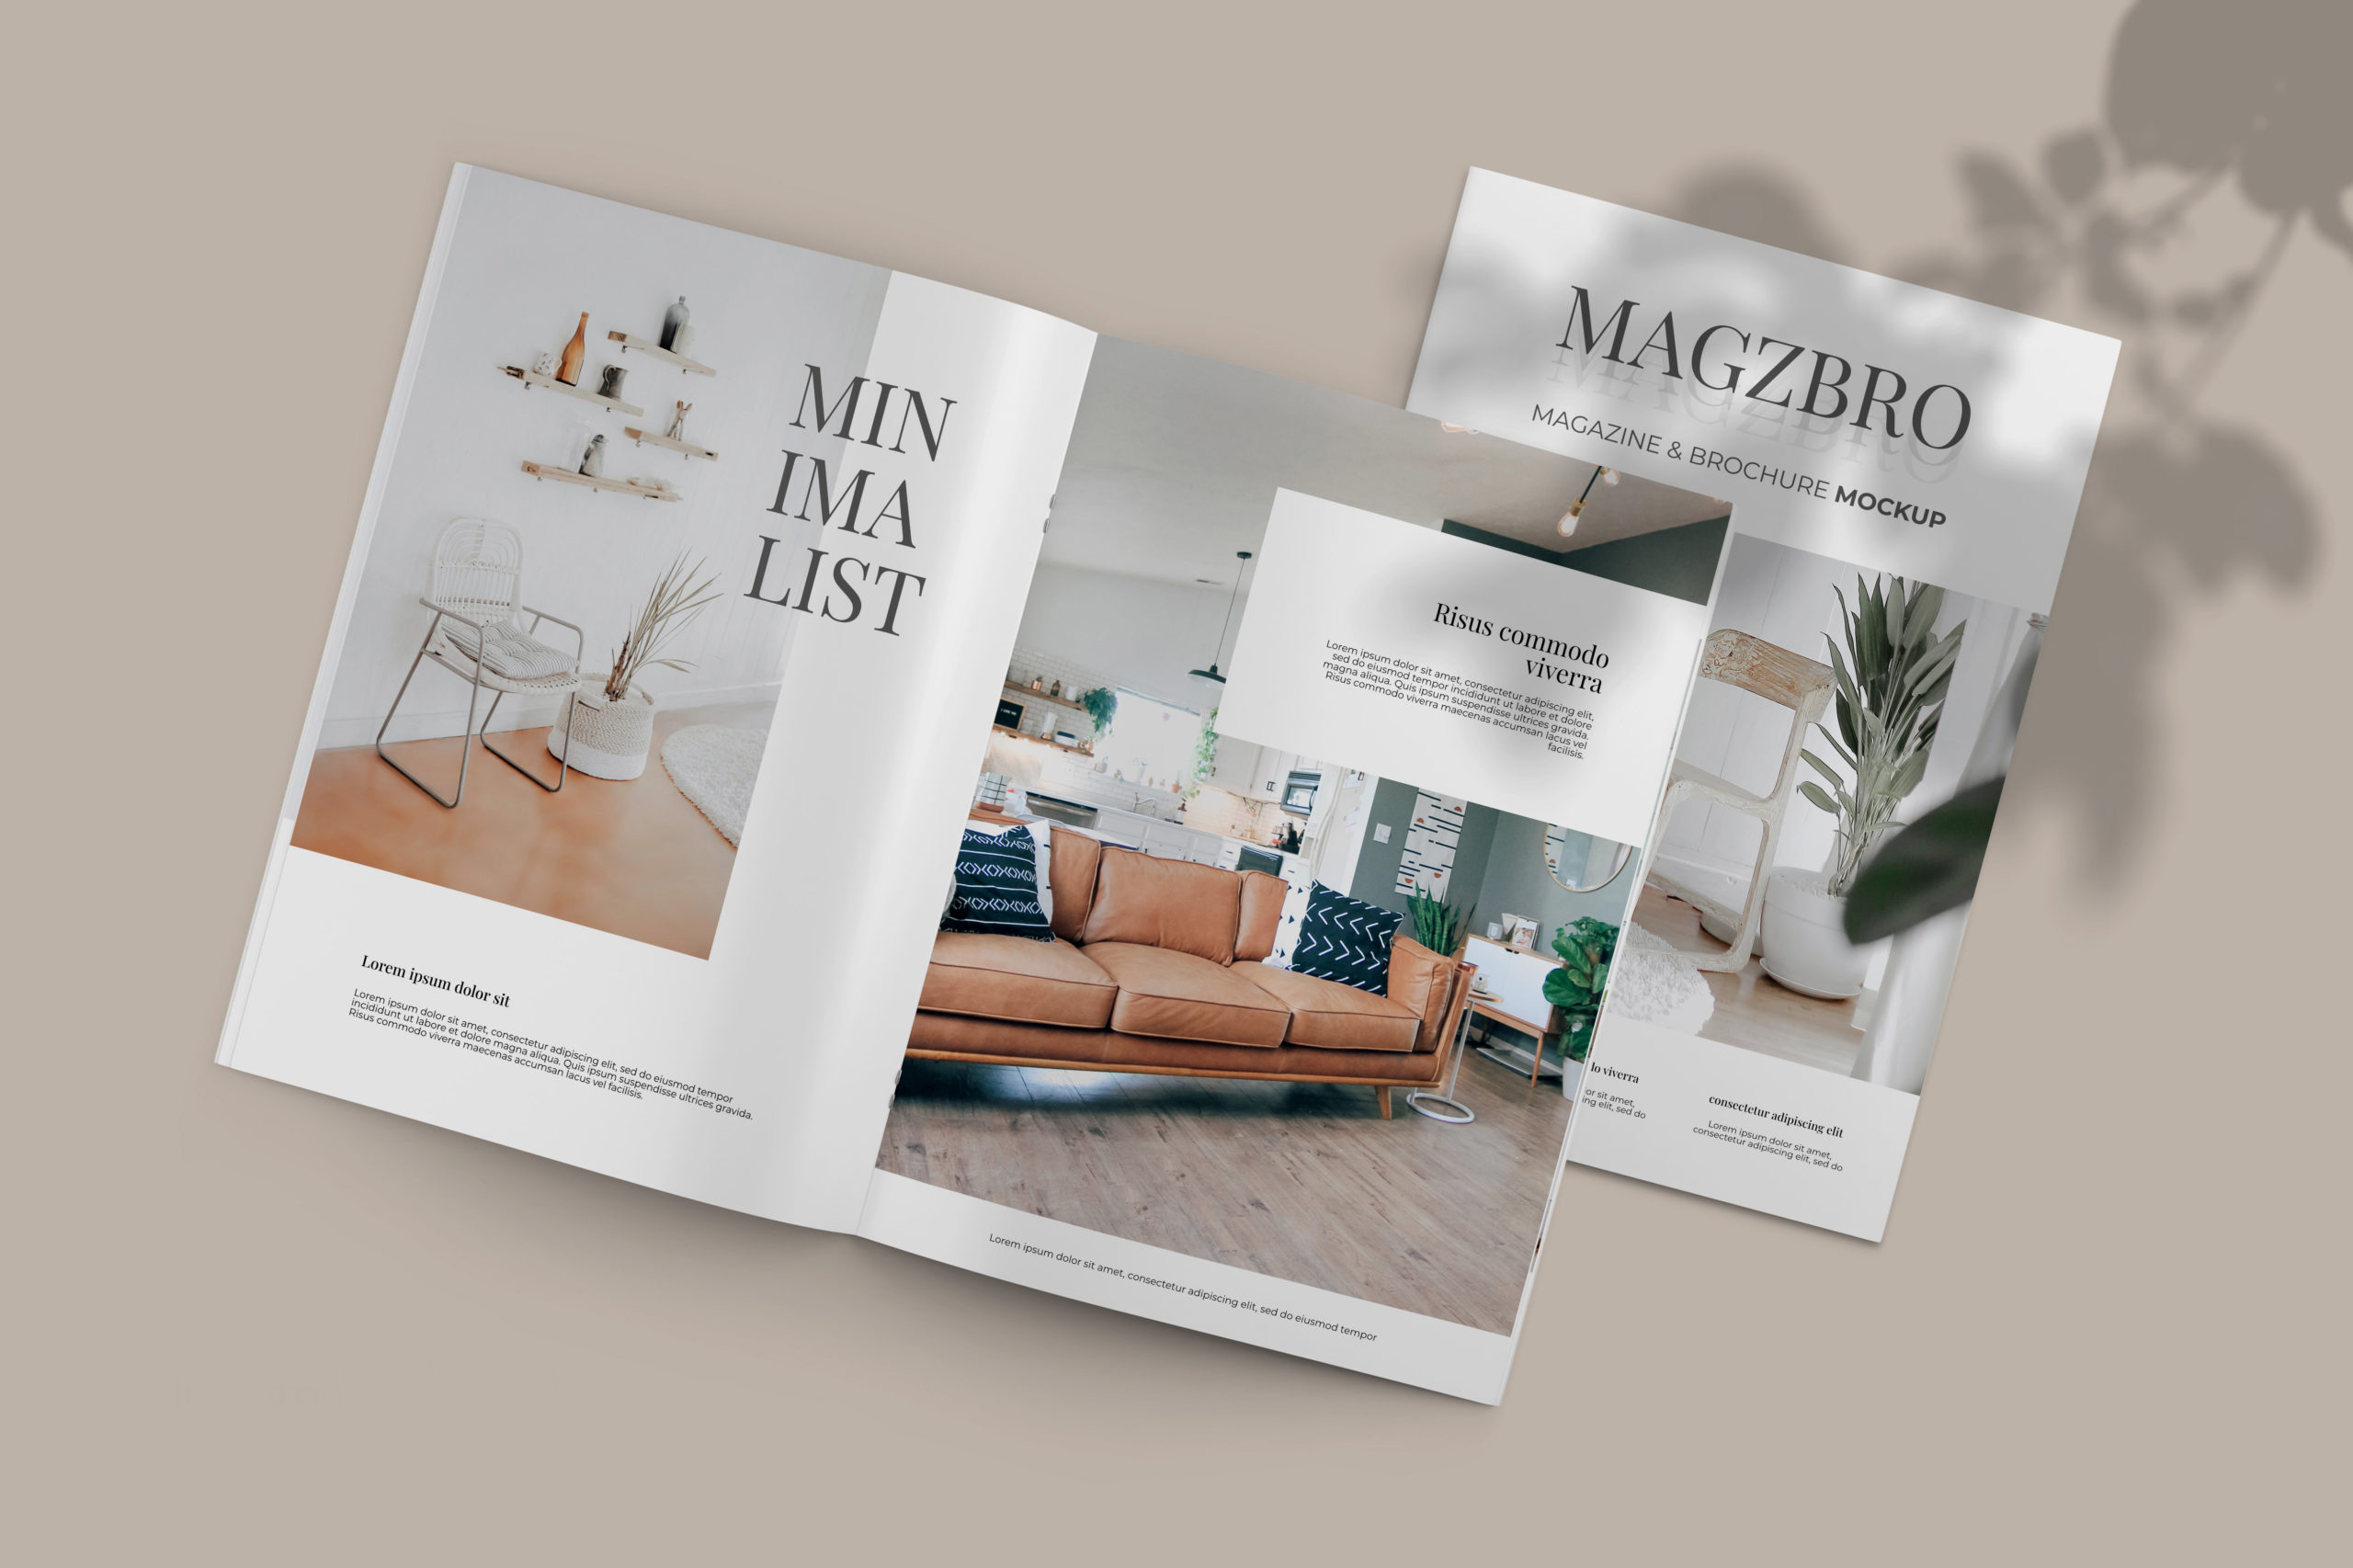 MIN
IMA
LIST
Lorem ipsum dolor sit
Lorem ipsum dolor sit amet, consectetur adipiscing elit, sed do eiusmod tempor
incididunt ut labore et dolore magna aliqua. Quis ipsum suspendisse ultrices gravida.
Risus commodo viverra maecenas accumsan lacus vel facilisis.
Risus commodo
viverra
Lorem ipsum dolor sit amet, consectetur adipiscing elit,
sed do eiusmod tempor incididunt ut labore et dolore
magna aliqua. Quis ipsum suspendisse ultrices gravida.
Risus commodo viverra maecenas accumsan lacus vel
facilisis.
Lorem ipsum dolor sit amet, consectetur adipiscing elit, sed do eiusmod tempor
MAGZBRO
MAGAZINE & BROCHURE MOCKUP
do viverra
or sit amet,
ing elit, sed do
consectetur adipiscing elit
Lorem ipsum dolor sit amet,
consectetur adipiscing elit, sed do